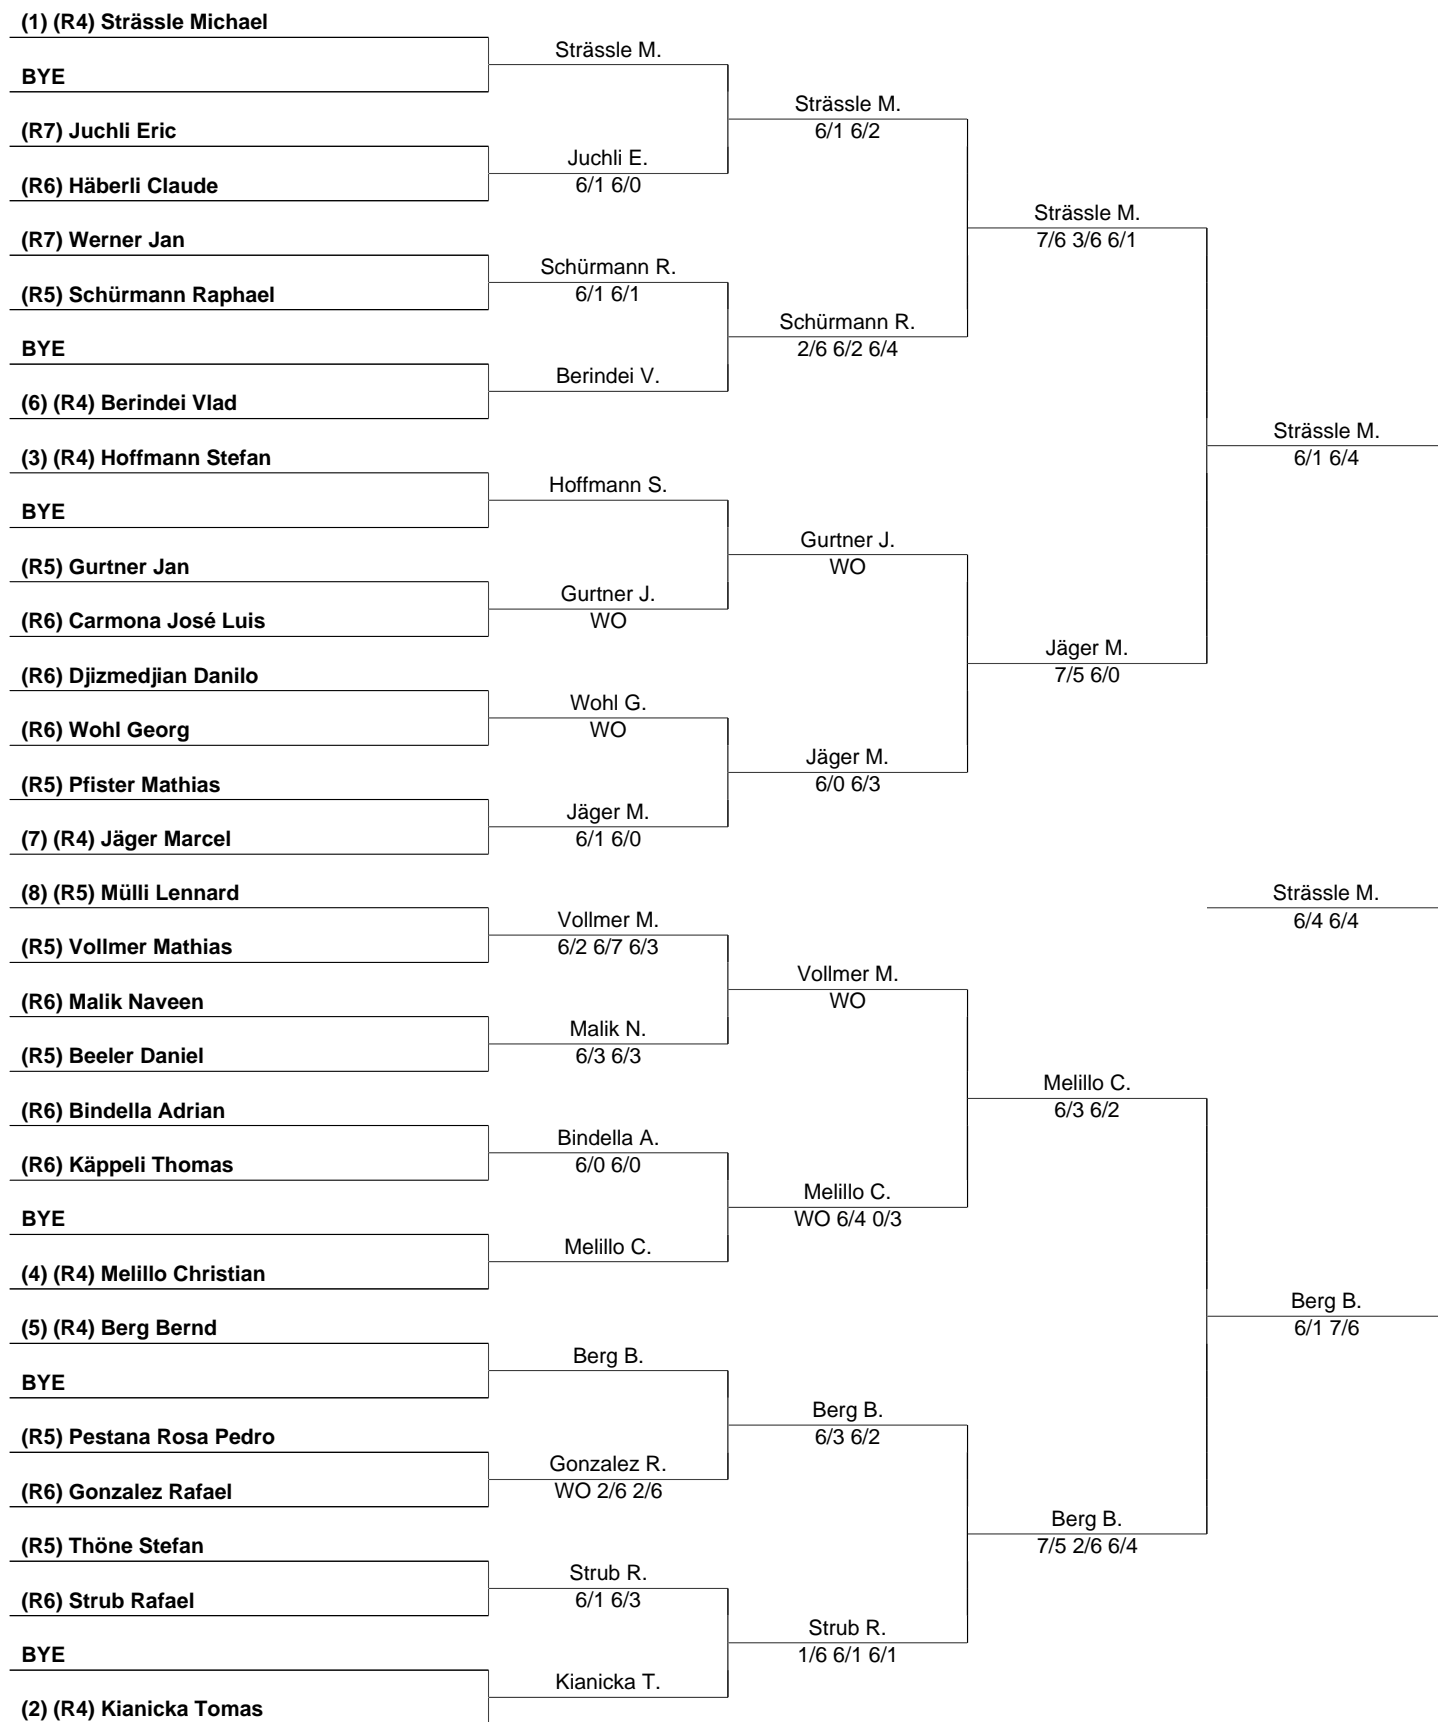 (1) (R4) Strässle Michael
Strässle M.
BYE
Strässle M.
6/1 6/2
(R7) Juchli Eric
Juchli E.
6/1 6/0
(R6) Häberli Claude
Strässle M.
7/6 3/6 6/1
(R7) Werner Jan
Schürmann R.
6/1 6/1
(R5) Schürmann Raphael
Schürmann R.
2/6 6/2 6/4
BYE
Berindei V.
(6) (R4) Berindei Vlad
Strässle M.
6/1 6/4
(3) (R4) Hoffmann Stefan
Hoffmann S.
BYE
Gurtner J.
WO
(R5) Gurtner Jan
Gurtner J.
WO
(R6) Carmona José Luis
Jäger M.
7/5 6/0
(R6) Djizmedjian Danilo
Wohl G.
WO
(R6) Wohl Georg
Jäger M.
6/0 6/3
(R5) Pfister Mathias
Jäger M.
6/1 6/0
(7) (R4) Jäger Marcel
(8) (R5) Mülli Lennard
Strässle M.
6/4 6/4
Vollmer M.
6/2 6/7 6/3
(R5) Vollmer Mathias
Vollmer M.
WO
(R6) Malik Naveen
Malik N.
6/3 6/3
(R5) Beeler Daniel
Melillo C.
6/3 6/2
(R6) Bindella Adrian
Bindella A.
6/0 6/0
(R6) Käppeli Thomas
Melillo C.
WO 6/4 0/3
BYE
Melillo C.
(4) (R4) Melillo Christian
Berg B.
6/1 7/6
(5) (R4) Berg Bernd
Berg B.
BYE
Berg B.
6/3 6/2
(R5) Pestana Rosa Pedro
Gonzalez R.
WO 2/6 2/6
(R6) Gonzalez Rafael
Berg B.
7/5 2/6 6/4
(R5) Thöne Stefan
Strub R.
6/1 6/3
(R6) Strub Rafael
Strub R.
1/6 6/1 6/1
BYE
Kianicka T.
(2) (R4) Kianicka Tomas